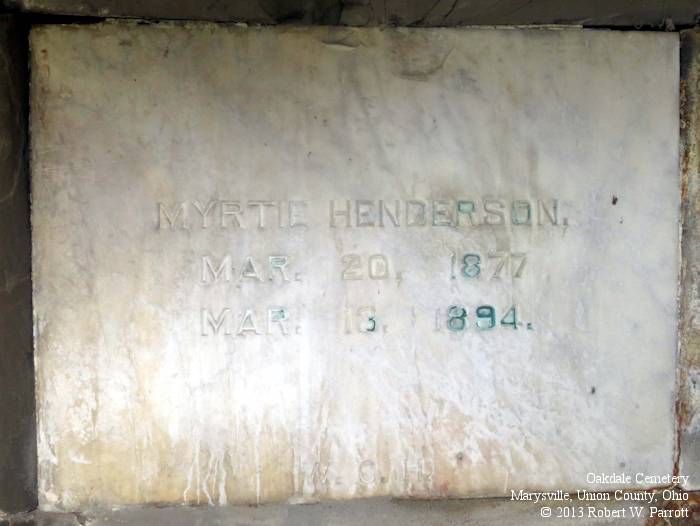 MYRTIE HENDERSON,
MAR. 20, 1877
MAR. 13. 1894.
W. C. H.
Oakdale Cemetery
Marysville, Union County, Ohio
© 2013 Robert W. Parrott